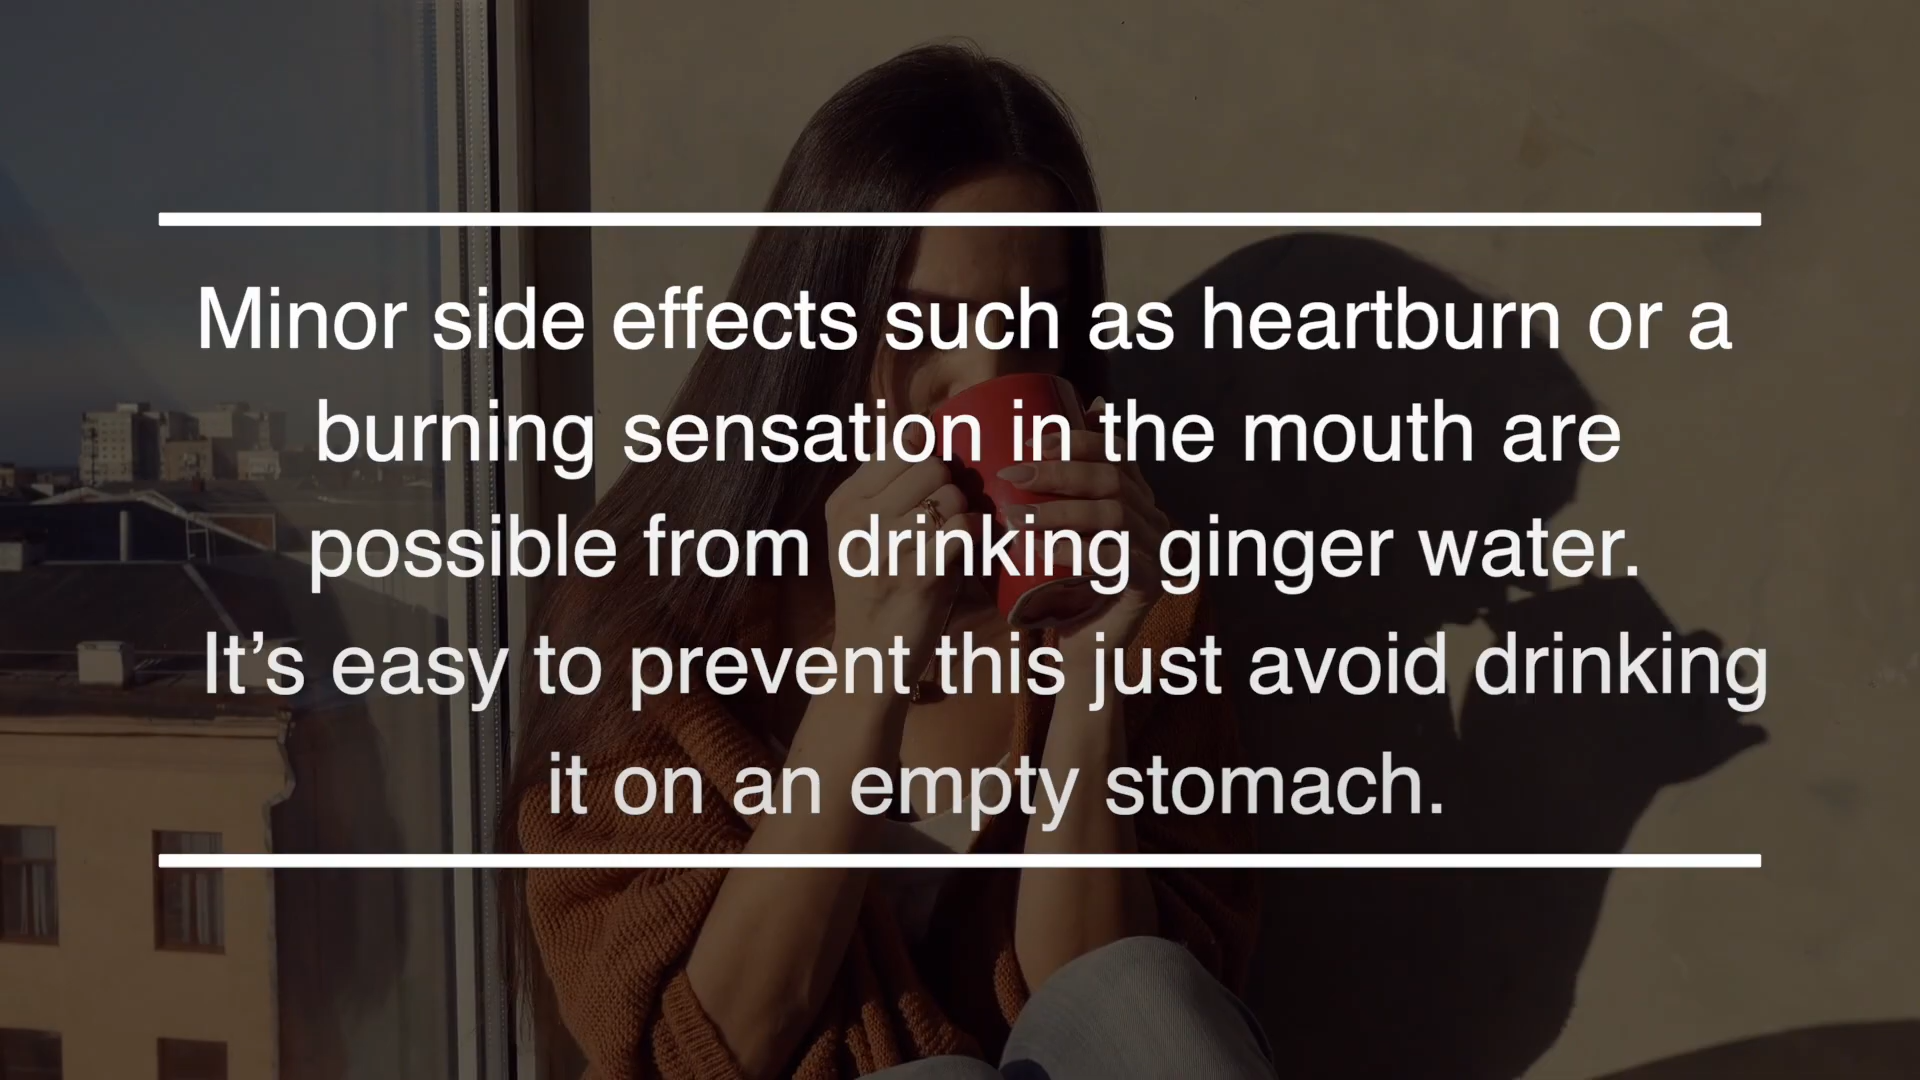 Minor side effects such as heartburn or a
burning sensation in the mouth are
possible from drinking ginger water.
It’s easy to prevent this just avoid drinking
it on an empty stomach.